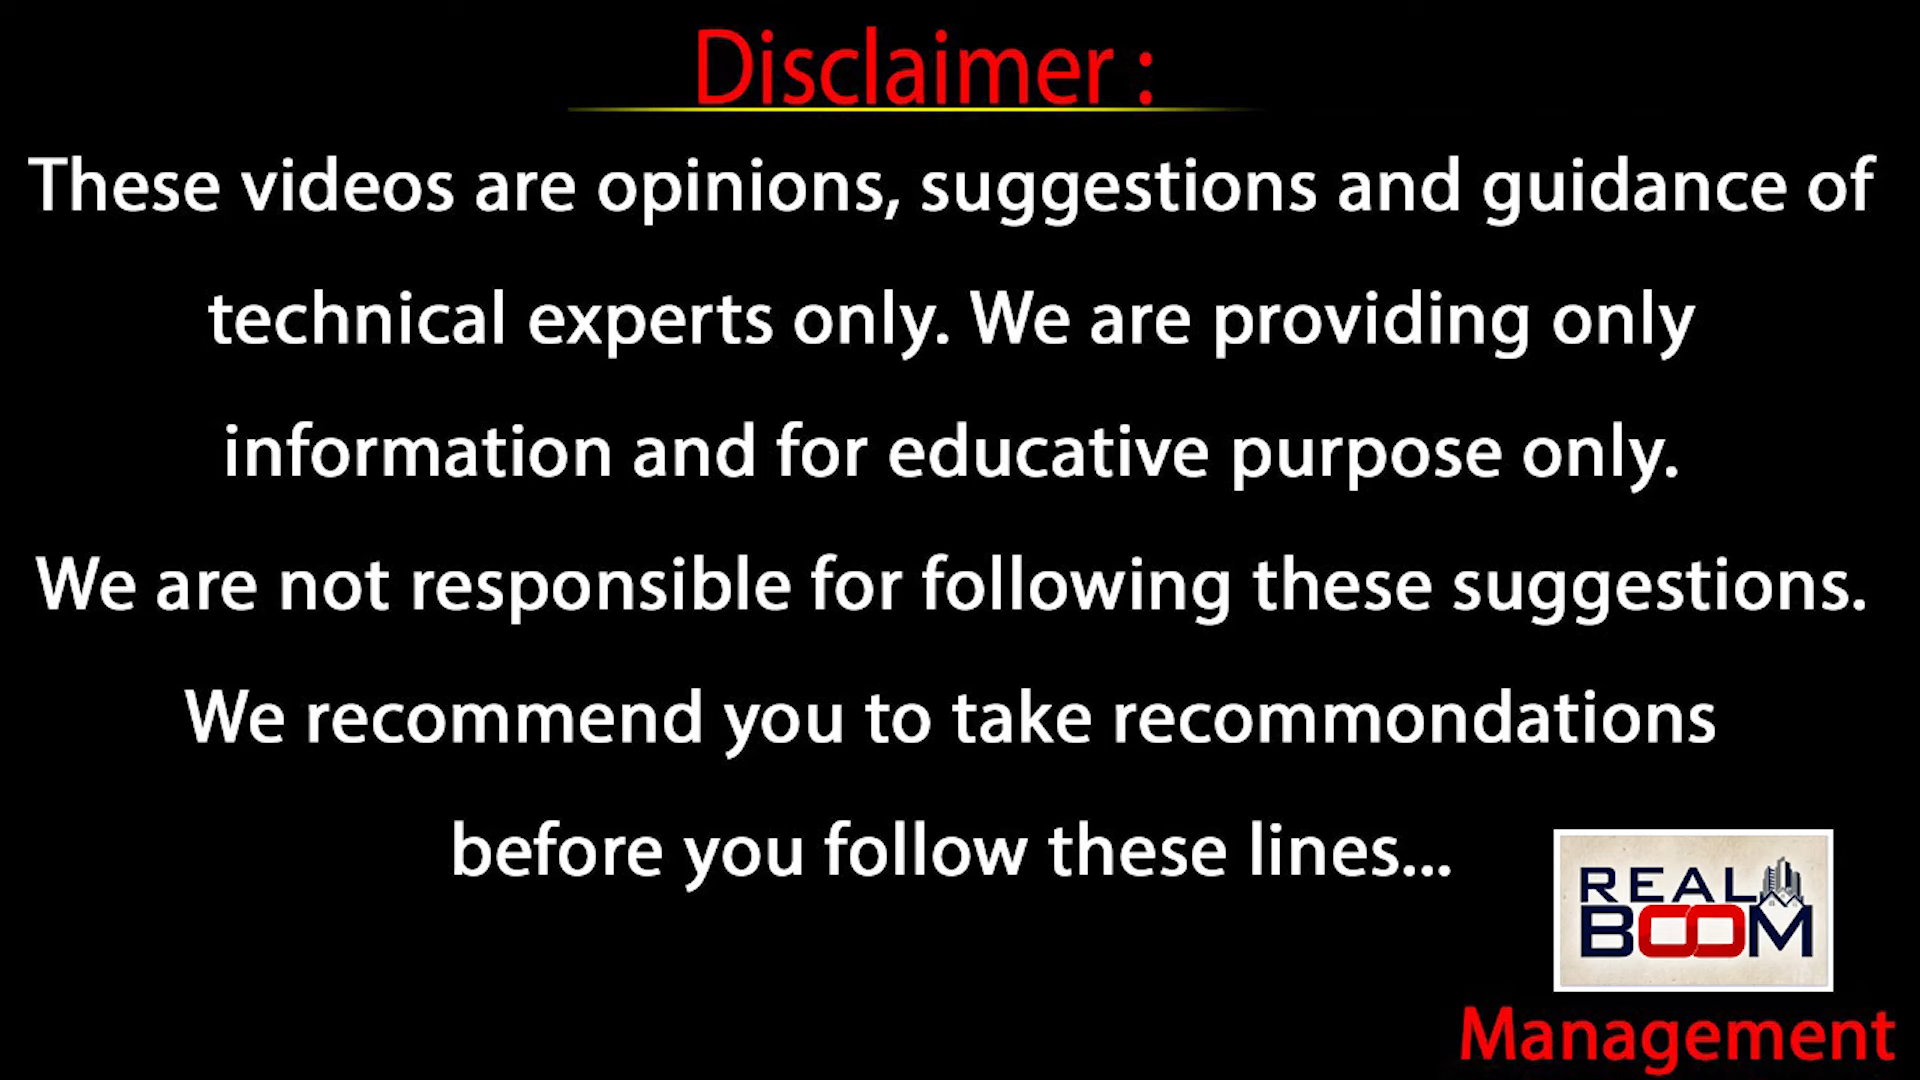 Disclaimer :
These videos are opinions, suggestions and guidance of
technical experts only. We are providing only
information and for educative purpose only.
We are not responsible for following these suggestions.
We recommend you to take recommondations
before you follow these lines...
REAL
BOOM
Management